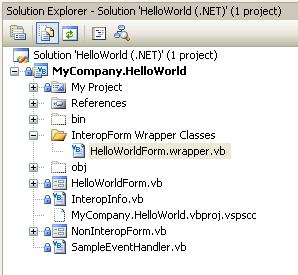 Solution Explorer - Solution 'HelloWorld (.NET)' (1 project)
Solution 'HelloWorld (.NET)' (1 project)
MyCompany.HelloWorld
My Project
References
bin
InteropForm Wrapper Classes
HelloWorldForm.wrapper.vb
obj
HelloWorldForm.vb
InteropInfo.vb
MyCompany.HelloWorld.vbproj.vspscc
NonInteropForm.vb
SampleEventHandler.vb